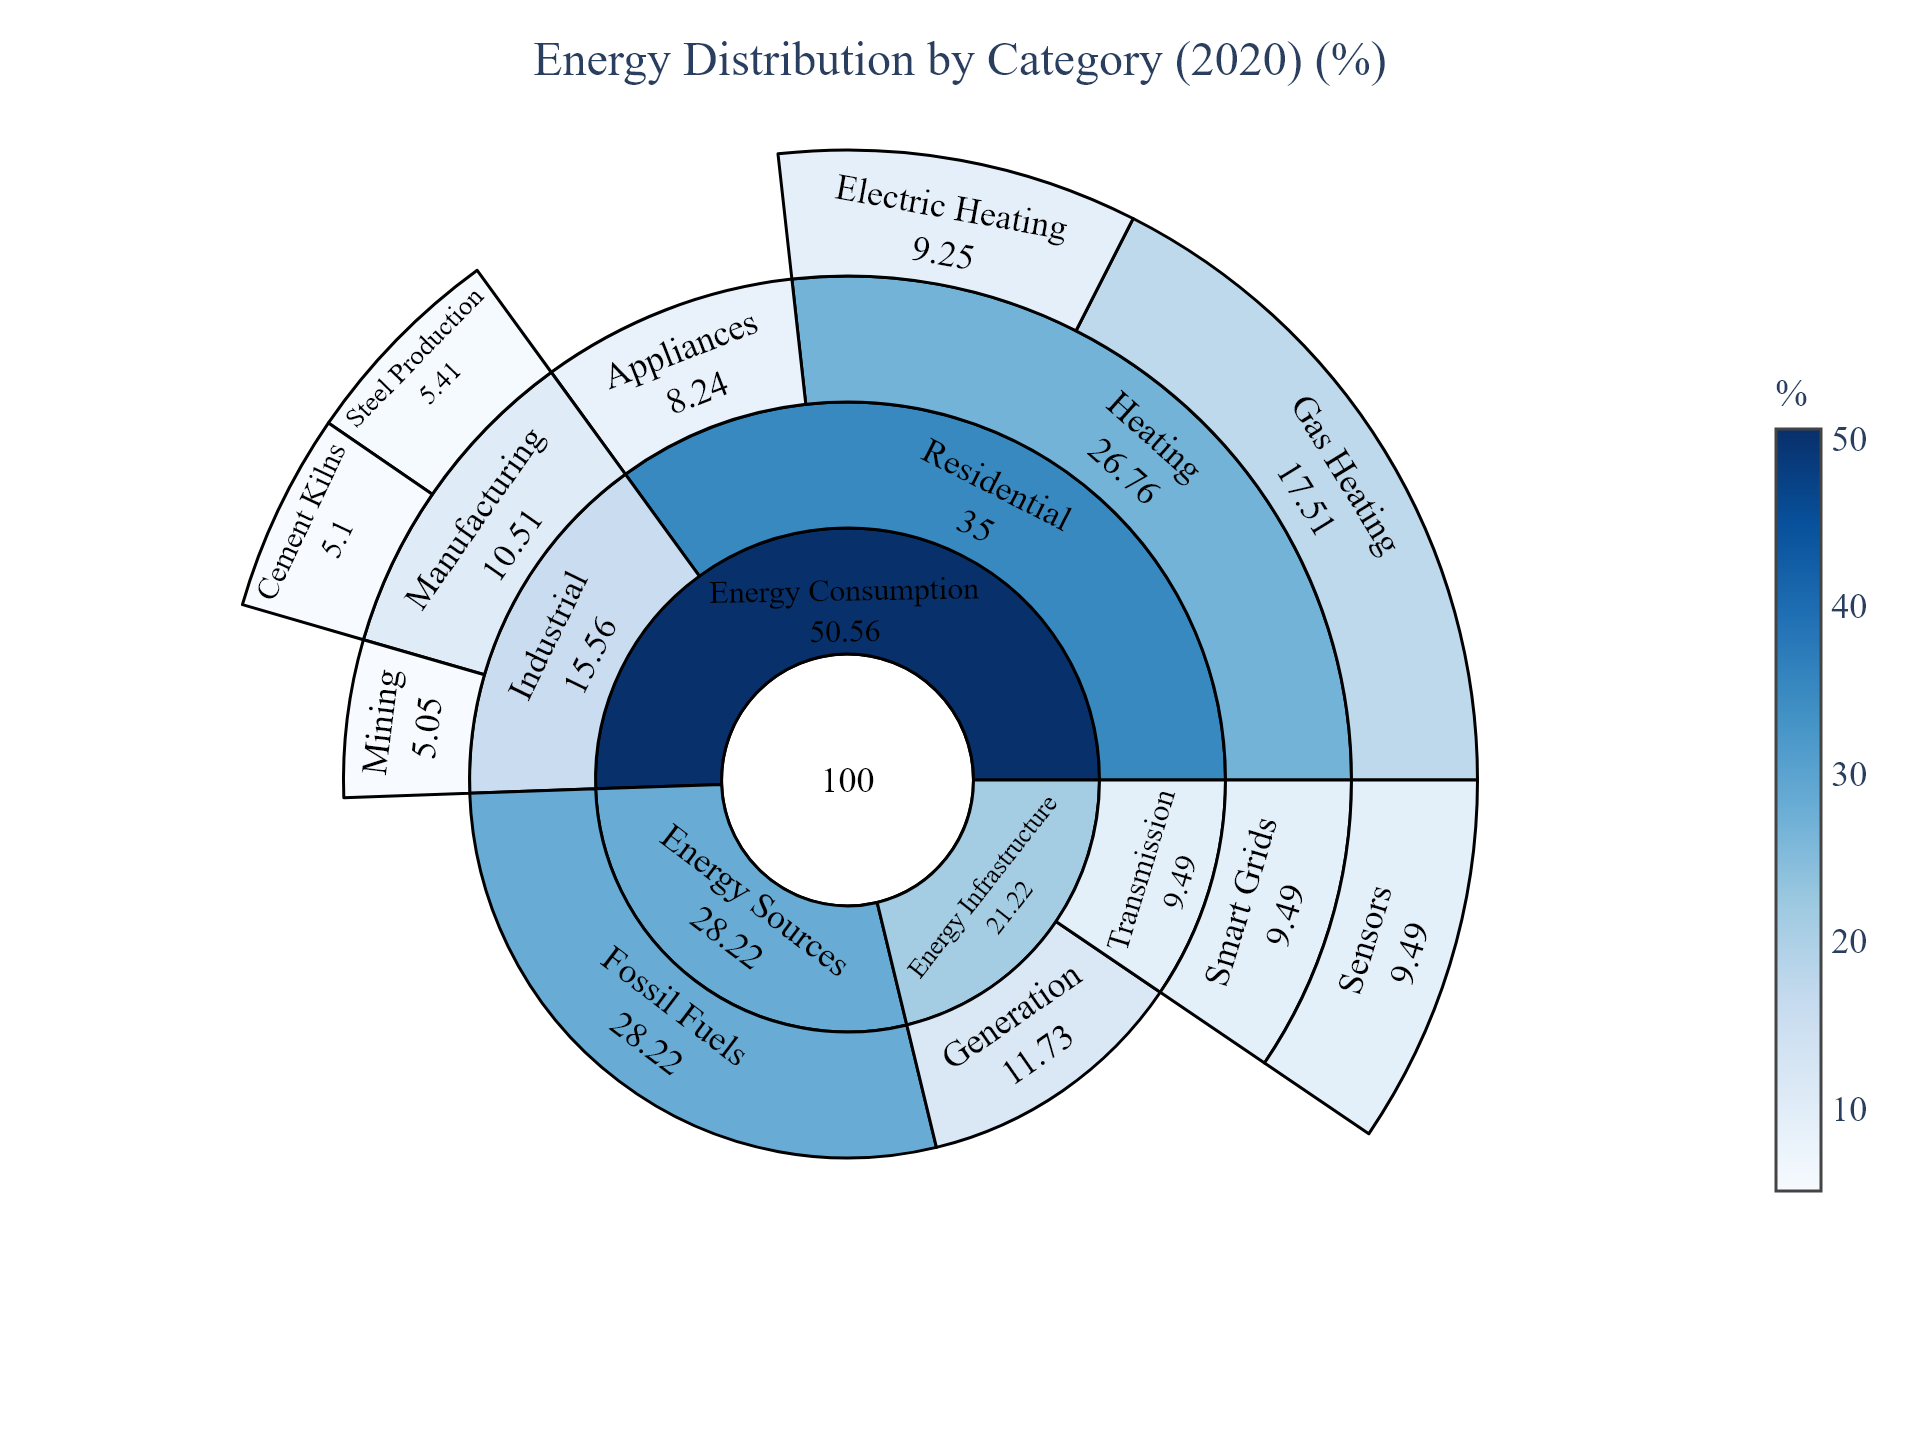 Energy Distribution by Category (2020) (%)
Electric Heating
9.25
Gas Heating
17.51
Heating
26.76
Appliances
8.24
Residential
35
Steel Production
5.41
Cement Kilns
5.1
Manufacturing
10.51
Mining
5.05
Industrial
15.56
Energy Consumption
50.56
100
Energy Sources
28.22
Fossil Fuels
28.22
Energy Infrastructure
21.22
Generation
11.73
Transmission
9.49
Smart Grids
9.49
Sensors
9.49
%
50
40
30
20
10